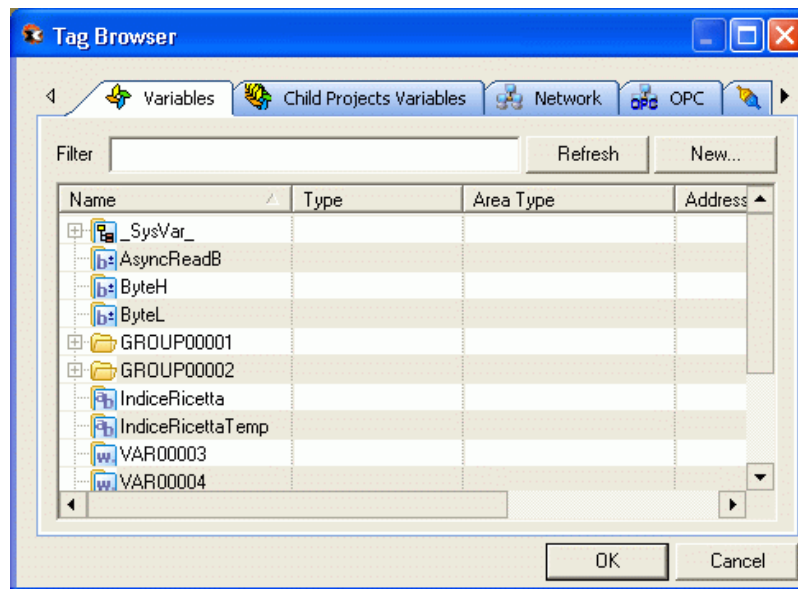 Tag Browser
Variables Child Projects Variables Network OPC
Filter Refresh New...
Name Type Area Type Address
_SysVar_
AsyncReadB
ByteH
ByteL
GROUP00001
GROUP00002
IndiceRicetta
IndiceRicettaTemp
VAR00003
VAR00004
OK Cancel